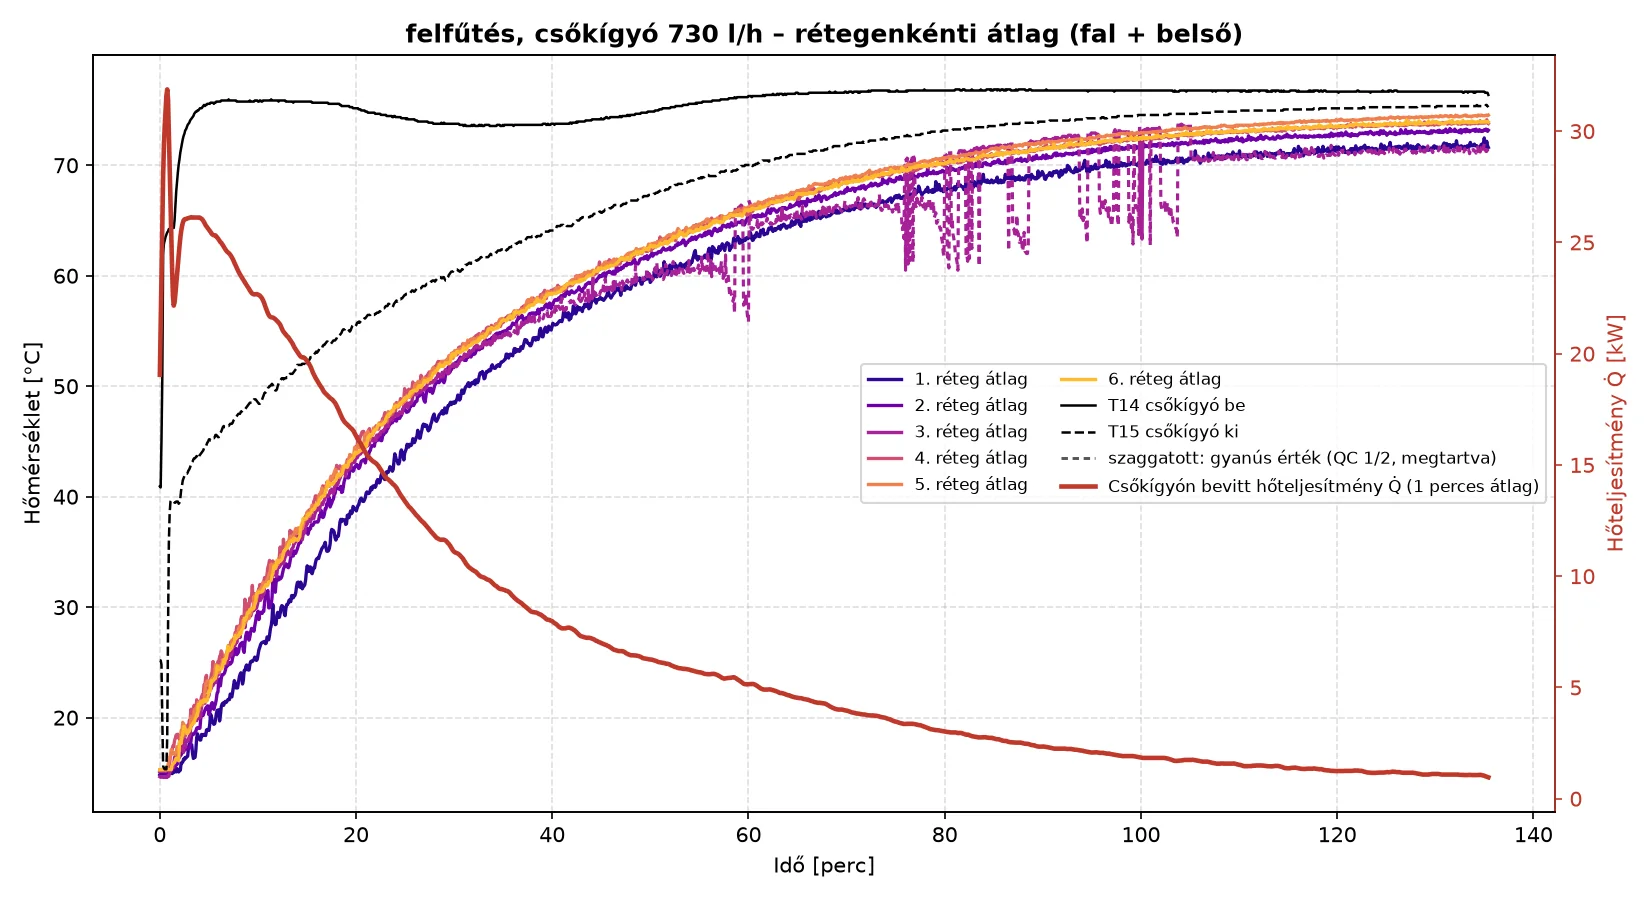 felfűtés, csőkígyó 730 l/h – rétegenkénti átlag (fal + belső)
Hőmérséklet [°C]
70
60
50
40
30
20
30
25
20
15
10
5
0
Hőteljesítmény Q̇ [kW]
1. réteg átlag
2. réteg átlag
3. réteg átlag
4. réteg átlag
5. réteg átlag
6. réteg átlag
T14 csőkígyó be
T15 csőkígyó ki
szaggatott: gyanús érték (QC 1/2, megtartva)
Csőkígyón bevitt hőteljesítmény Q̇ (1 perces átlag)
0 20 40 60 80 100 120 140
Idő [perc]